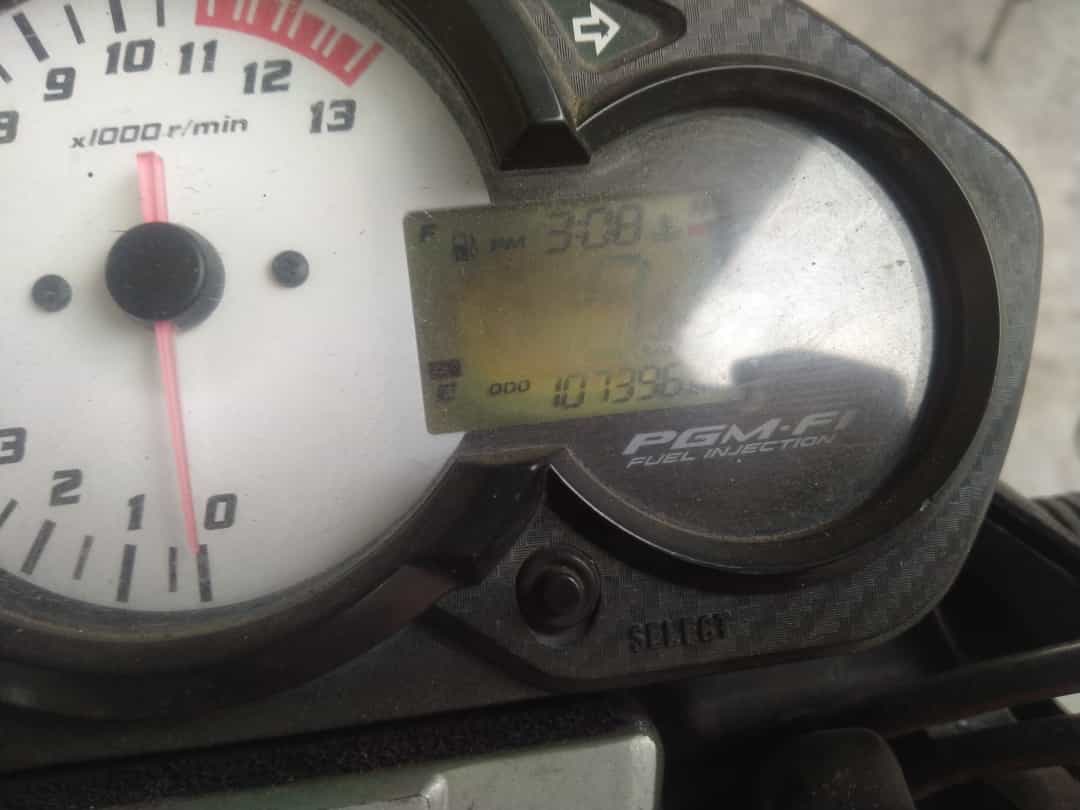 10
11
9
12
8
13
x1000 r/min
F
PM 3:08
ODO 107396
PGM-FI
FUEL INJECTION
3
2
1
0
SELECT